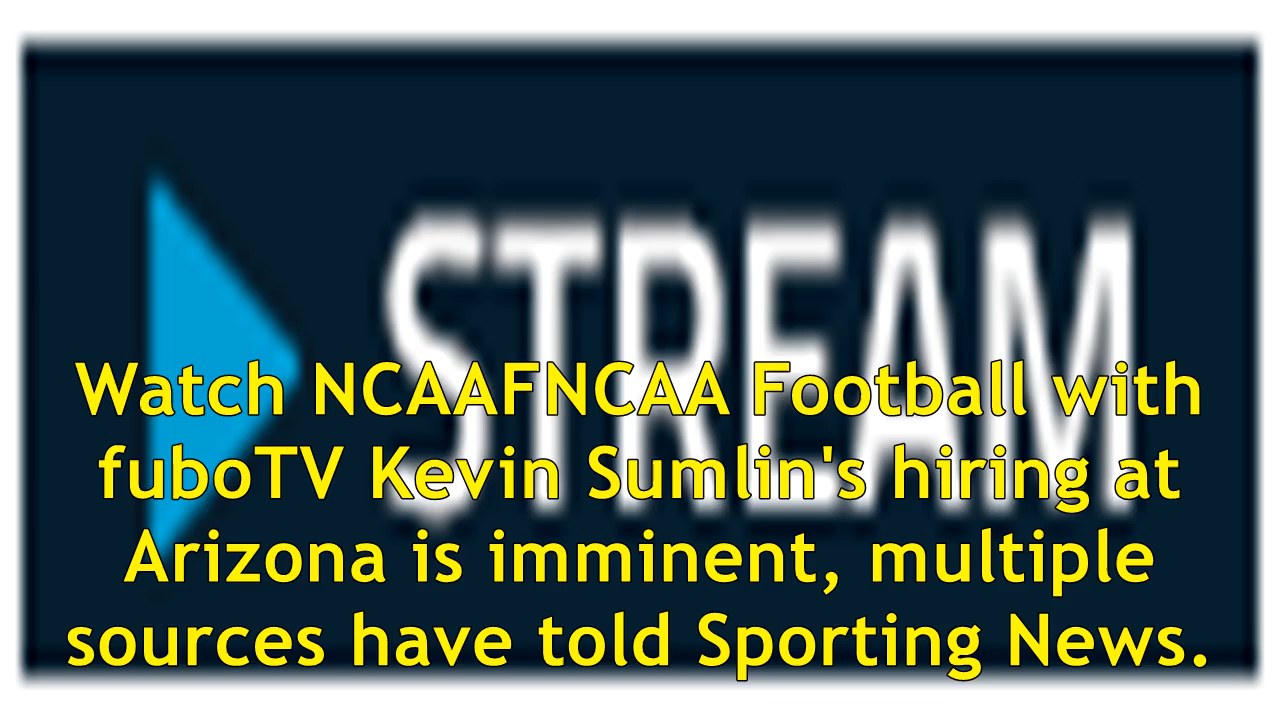 STREAM
Watch NCAAFNCAA Football with
fuboTV Kevin Sumlin's hiring at
Arizona is imminent, multiple
sources have told Sporting News.